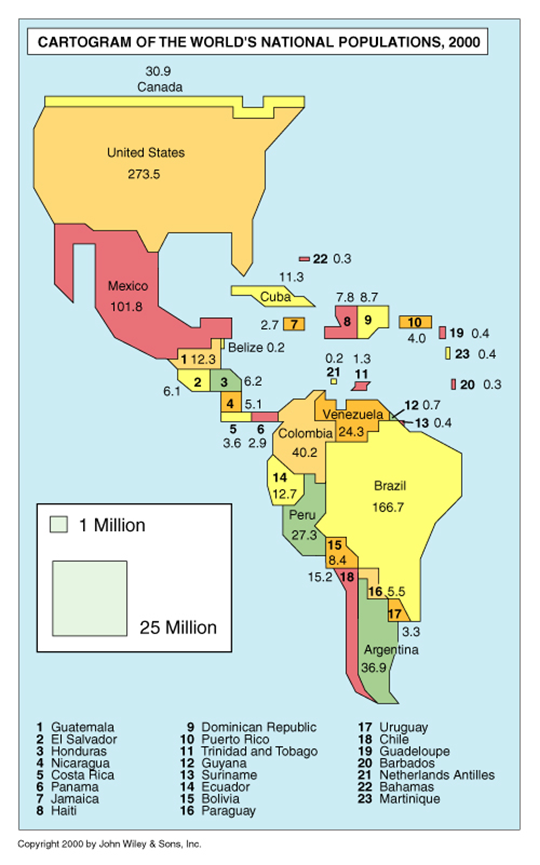 CARTOGRAM OF THE WORLD'S NATIONAL POPULATIONS, 2000
30.9
Canada
United States
273.5
22 0.3
Mexico
101.8
11.3
Cuba
7.8 8.7
2.7 7
8 9
10
4.0
19 0.4
Belize 0.2
1 12.3
0.2 1.3
21 11
23 0.4
6.1 2 3 6.2
20 0.3
4 5.1
12 0.7
Venezuela
13 0.4
5 6
24.3
3.6 2.9
Colombia
40.2
14
12.7
Brazil
166.7
Peru
27.3
15
8.4
15.2 18
16 5.5
17
3.3
Argentina
36.9
1 Million
25 Million
1 Guatemala
2 El Salvador
3 Honduras
4 Nicaragua
5 Costa Rica
6 Panama
7 Jamaica
8 Haiti
9 Dominican Republic
10 Puerto Rico
11 Trinidad and Tobago
12 Guyana
13 Suriname
14 Ecuador
15 Bolivia
16 Paraguay
17 Uruguay
18 Chile
19 Guadeloupe
20 Barbados
21 Netherlands Antilles
22 Bahamas
23 Martinique
Copyright 2000 by John Wiley & Sons, Inc.